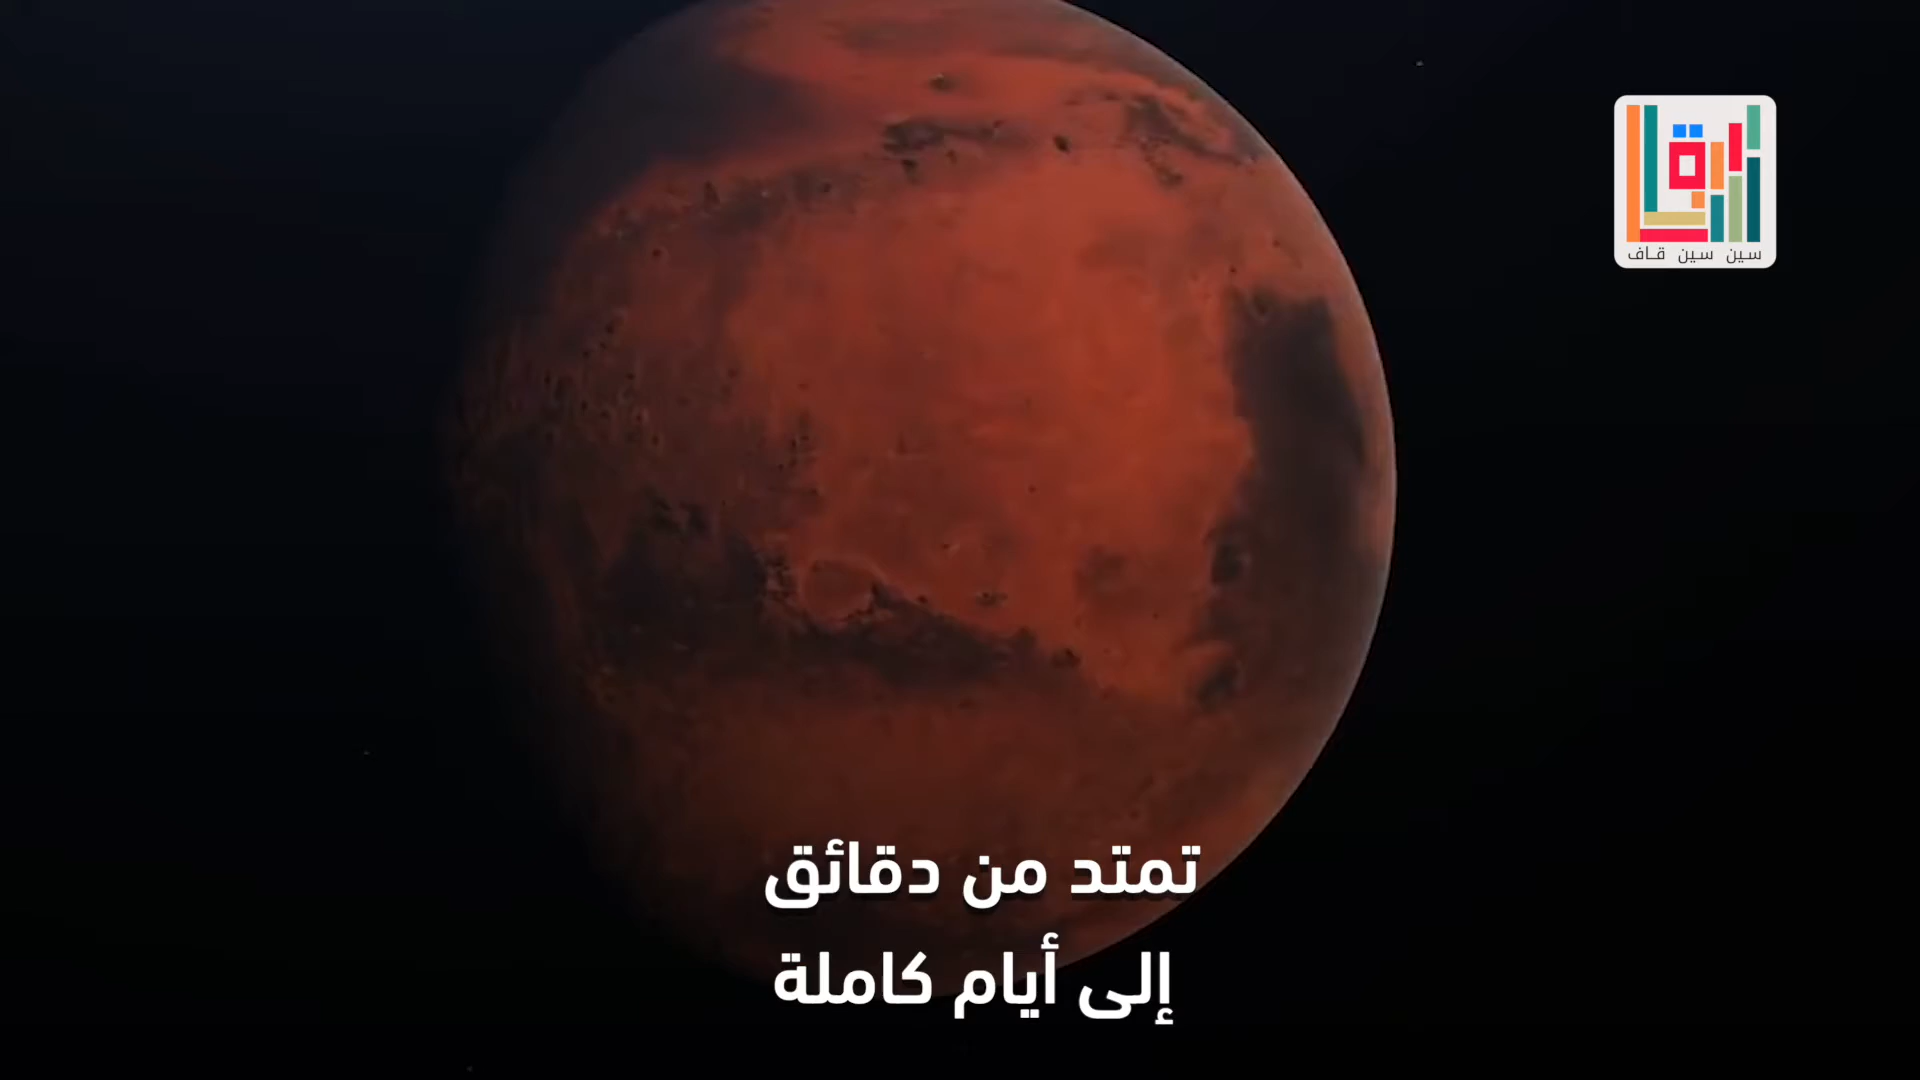 سين سين قاف
تمتد من دقائق
إلى أيام كاملة